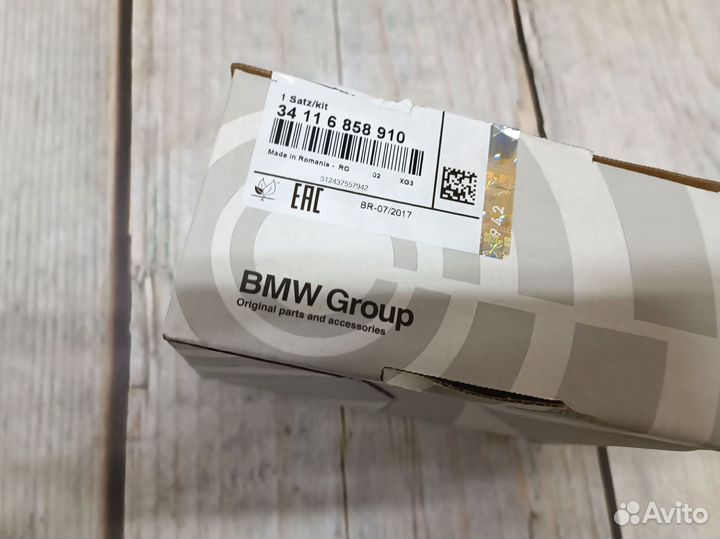 1 Satz/kit
34 11 6 858 910
Made in Romania - RO 02 XG3
512437557942
EAC BR-07/2017
942
BMW Group
Original parts and accessories
Avito